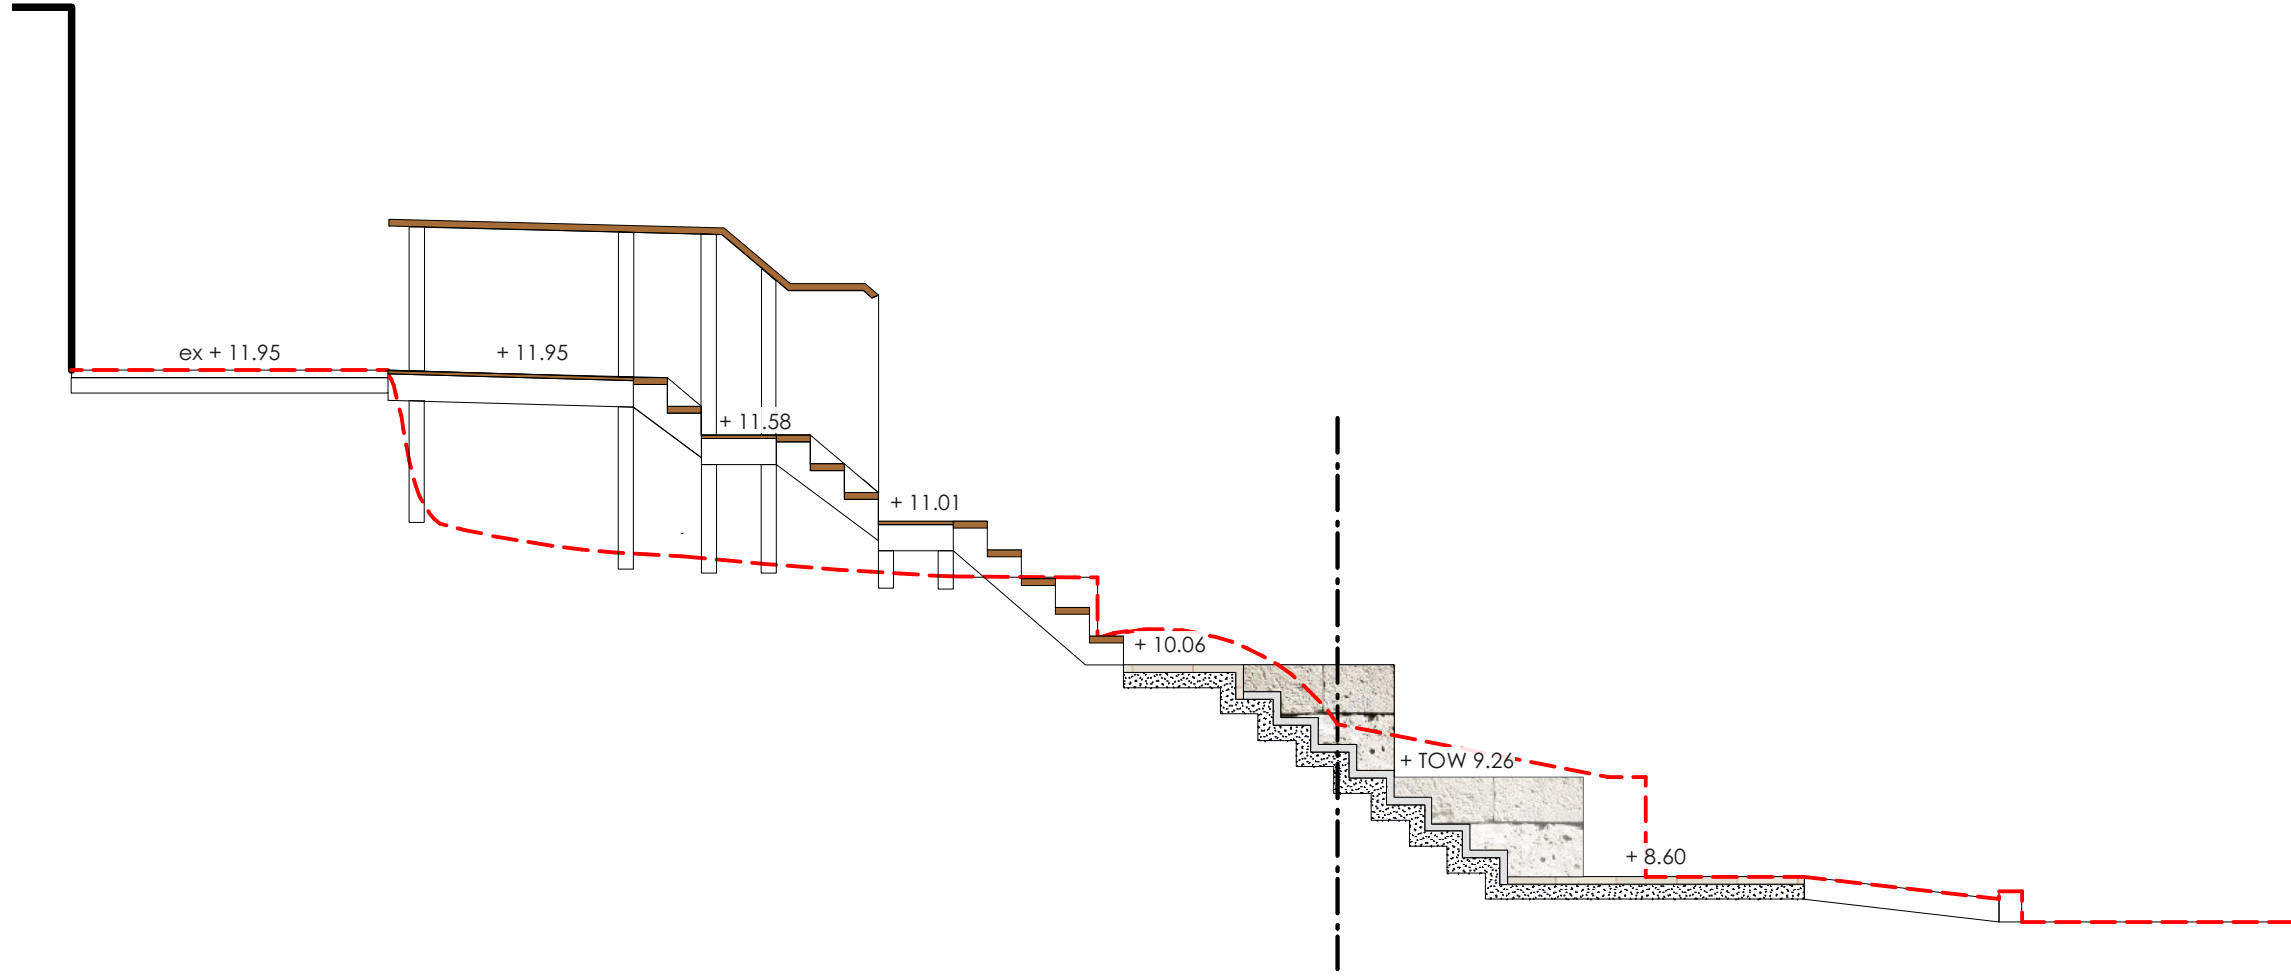 ex + 11.95
+ 11.95
+ 11.58
+ 11.01
+ 10.06
+ TOW 9.26
+ 8.60